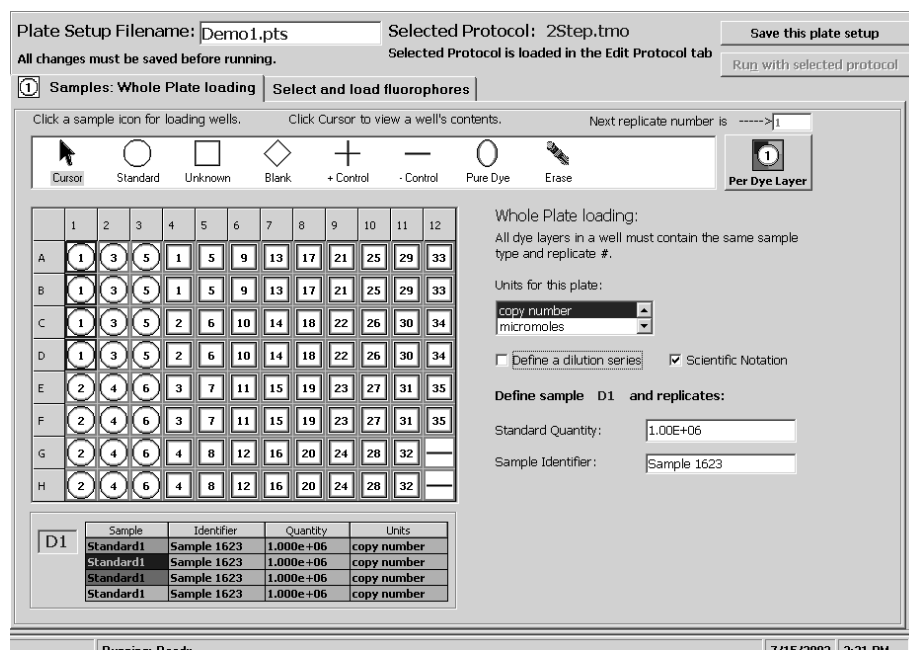 Plate Setup Filename: Demo1.pts Selected Protocol: 2Step.tmo Save this plate setup
All changes must be saved before running. Selected Protocol is loaded in the Edit Protocol tab Run with selected protocol
1 Samples: Whole Plate loading Select and load fluorophores
Click a sample icon for loading wells. Click Cursor to view a well's contents. Next replicate number is ----->1
Cursor Standard Unknown Blank + Control - Control Pure Dye Erase 1 Per Dye Layer
1 2 3 4 5 6 7 8 9 10 11 12
A 1 3 5 1 5 9 13 17 21 25 29 33
B 1 3 5 1 5 9 13 17 21 25 29 33
C 1 3 5 2 6 10 14 18 22 26 30 34
D 1 3 5 2 6 10 14 18 22 26 30 34
E 2 4 6 3 7 11 15 19 23 27 31 35
F 2 4 6 3 7 11 15 19 23 27 31 35
G 2 4 6 4 8 12 16 20 24 28 32
H 2 4 6 4 8 12 16 20 24 28 32
Whole Plate loading:
All dye layers in a well must contain the same sample
type and replicate #.
Units for this plate:
copy number
micromoles
Define a dilution series Scientific Notation
Define sample D1 and replicates:
Standard Quantity: 1.00E+06
Sample Identifier: Sample 1623
D1
Sample Identifier Quantity Units
Standard1 Sample 1623 1.000e+06 copy number
Standard1 Sample 1623 1.000e+06 copy number
Standard1 Sample 1623 1.000e+06 copy number
Standard1 Sample 1623 1.000e+06 copy number